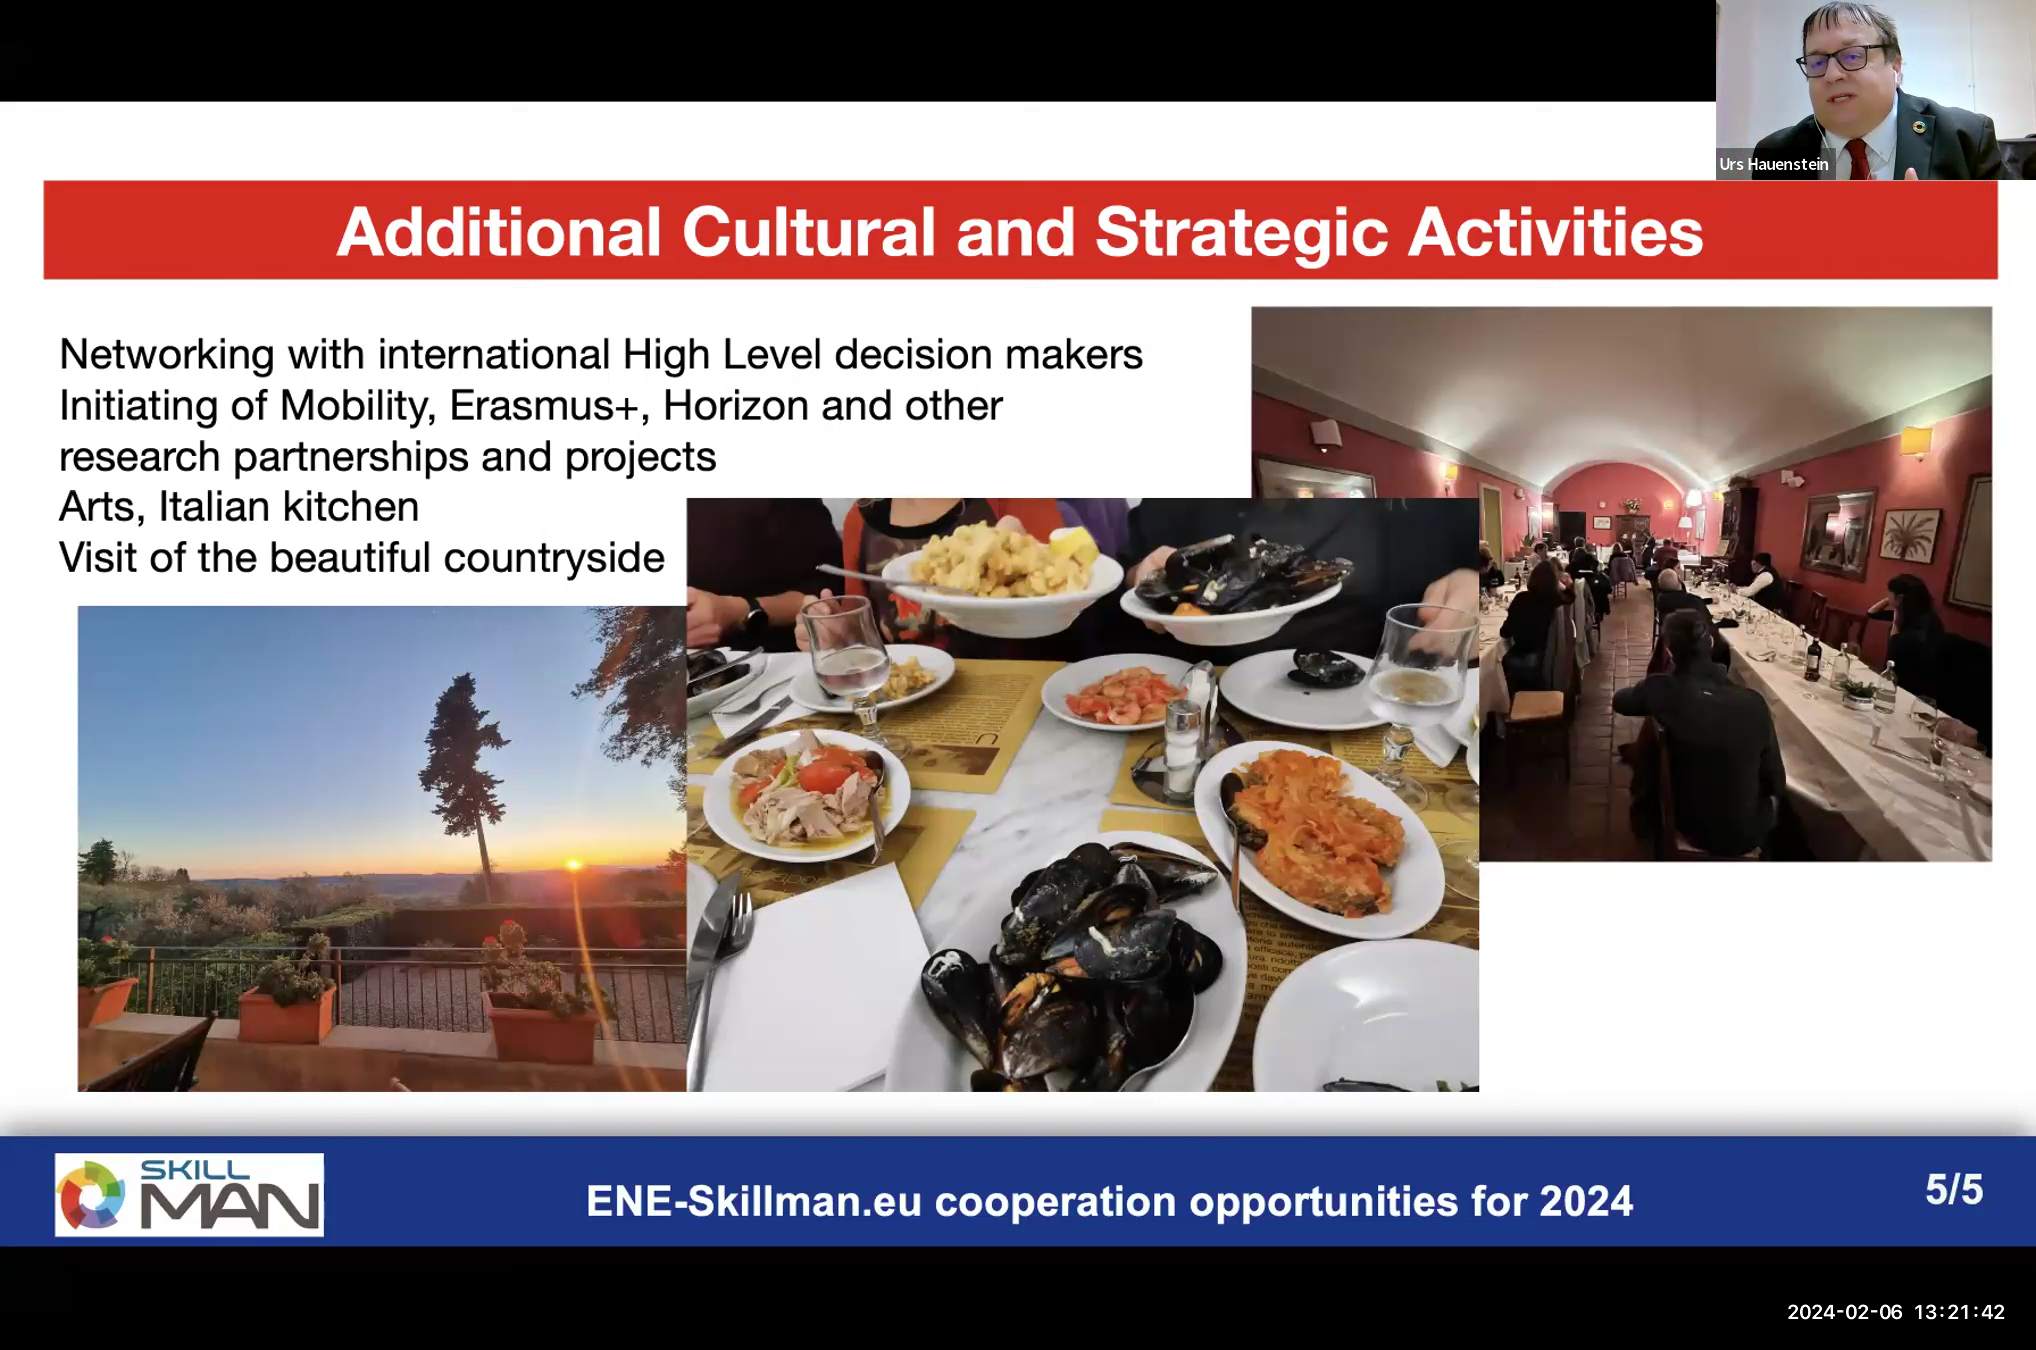 Urs Hauenstein
Additional Cultural and Strategic Activities
Networking with international High Level decision makers
Initiating of Mobility, Erasmus+, Horizon and other
research partnerships and projects
Arts, Italian kitchen
Visit of the beautiful countryside
SKILL
MAN
ENE-Skillman.eu cooperation opportunities for 2024
5/5
2024-02-06 13:21:42